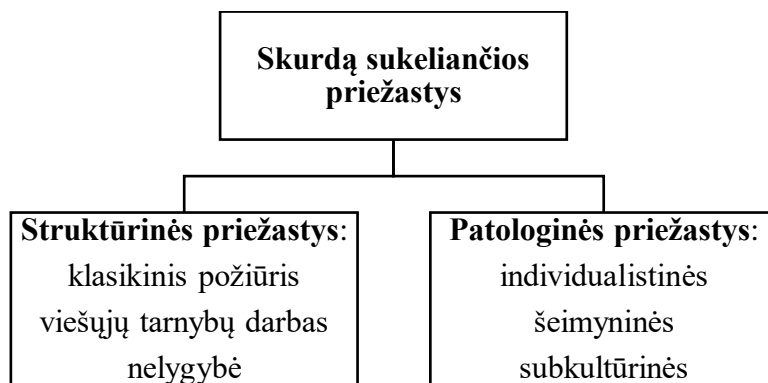 Skurdą sukeliančios
priežastys
Struktūrinės priežastys:
klasikinis požiūris
viešųjų tarnybų darbas
nelygybė
Patologinės priežastys:
individualistinės
šeimyninės
subkultūrinės